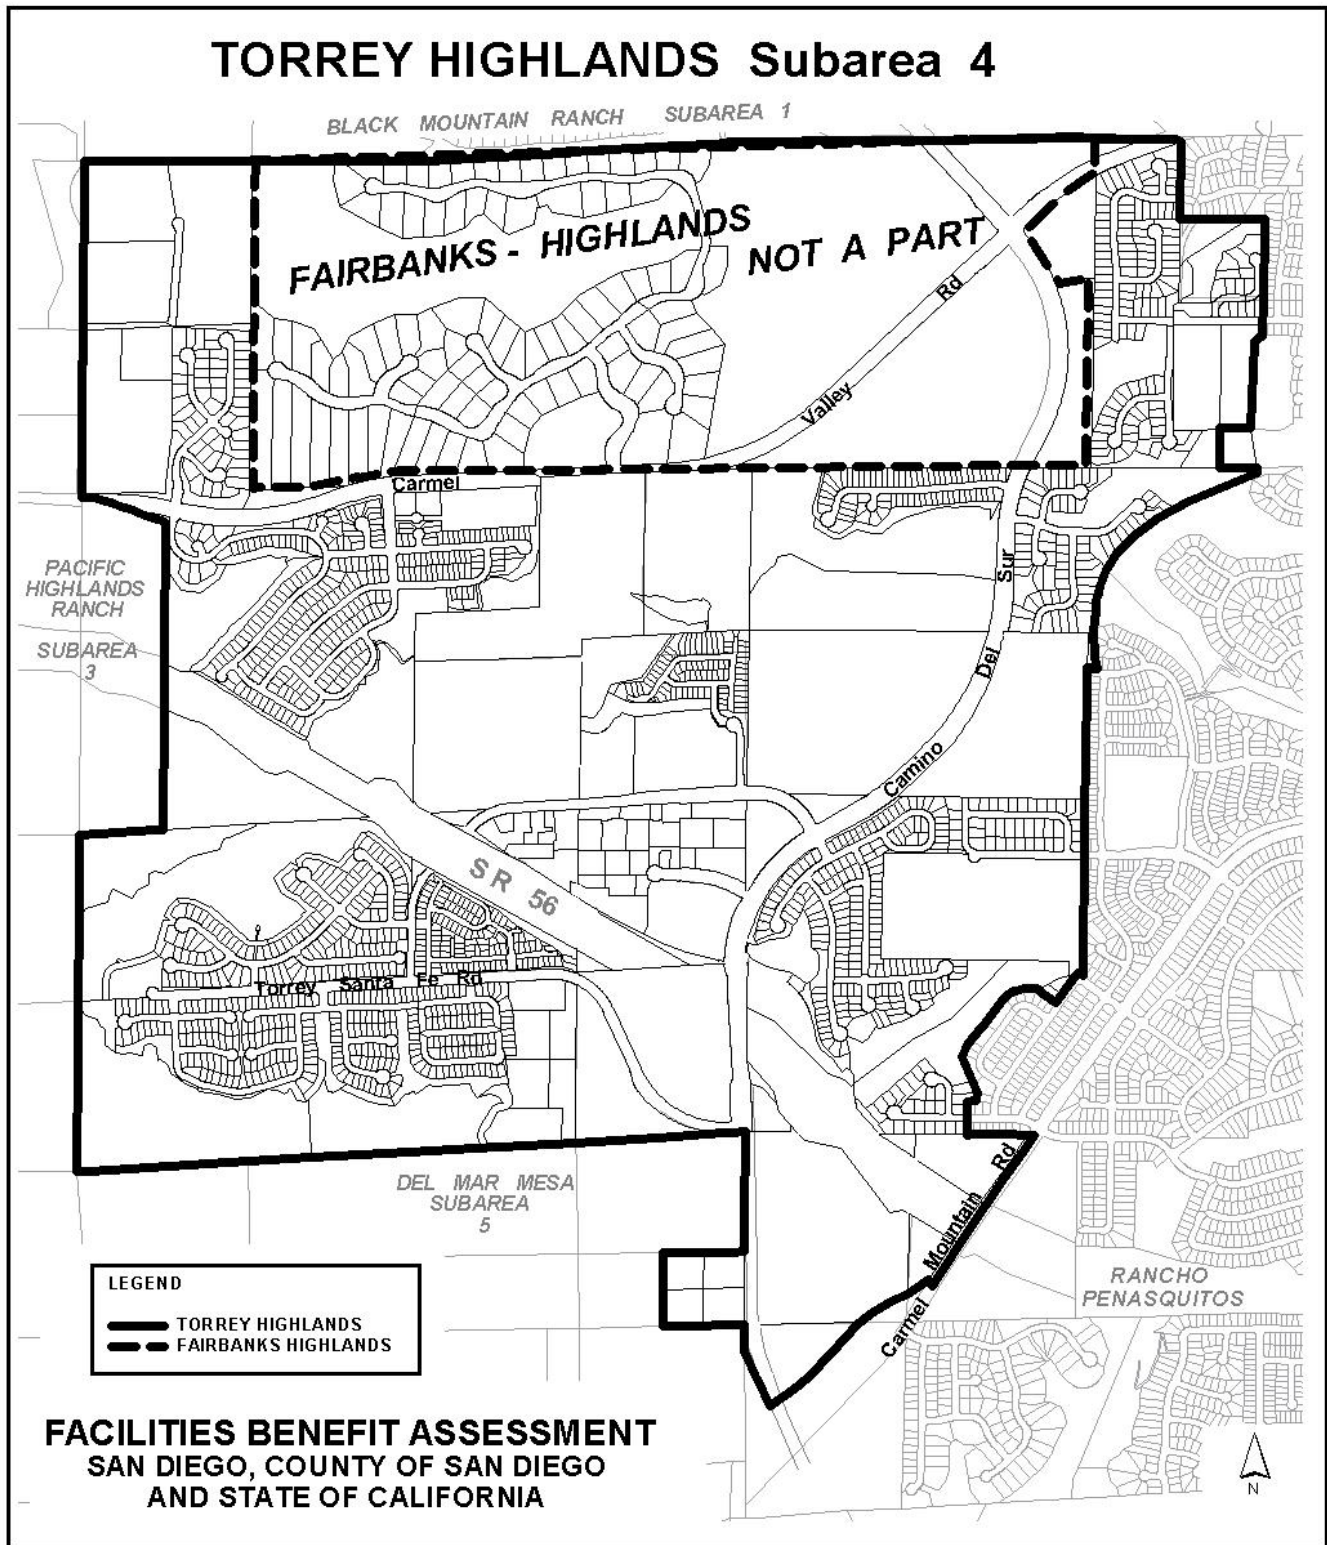 TORREY HIGHLANDS Subarea 4
BLACK MOUNTAIN RANCH SUBAREA 1
FAIRBANKS - HIGHLANDS
NOT A PART
Valley Rd
Carmel
PACIFIC
HIGHLANDS
RANCH
SUBAREA
3
Camino Del Sur
SR 56
Torrey Santa Fe Rd
DEL MAR MESA
SUBAREA
5
Carmel Mountain Rd
RANCHO
PENASQUITOS
LEGEND
TORREY HIGHLANDS
FAIRBANKS HIGHLANDS
FACILITIES BENEFIT ASSESSMENT
SAN DIEGO, COUNTY OF SAN DIEGO
AND STATE OF CALIFORNIA
N